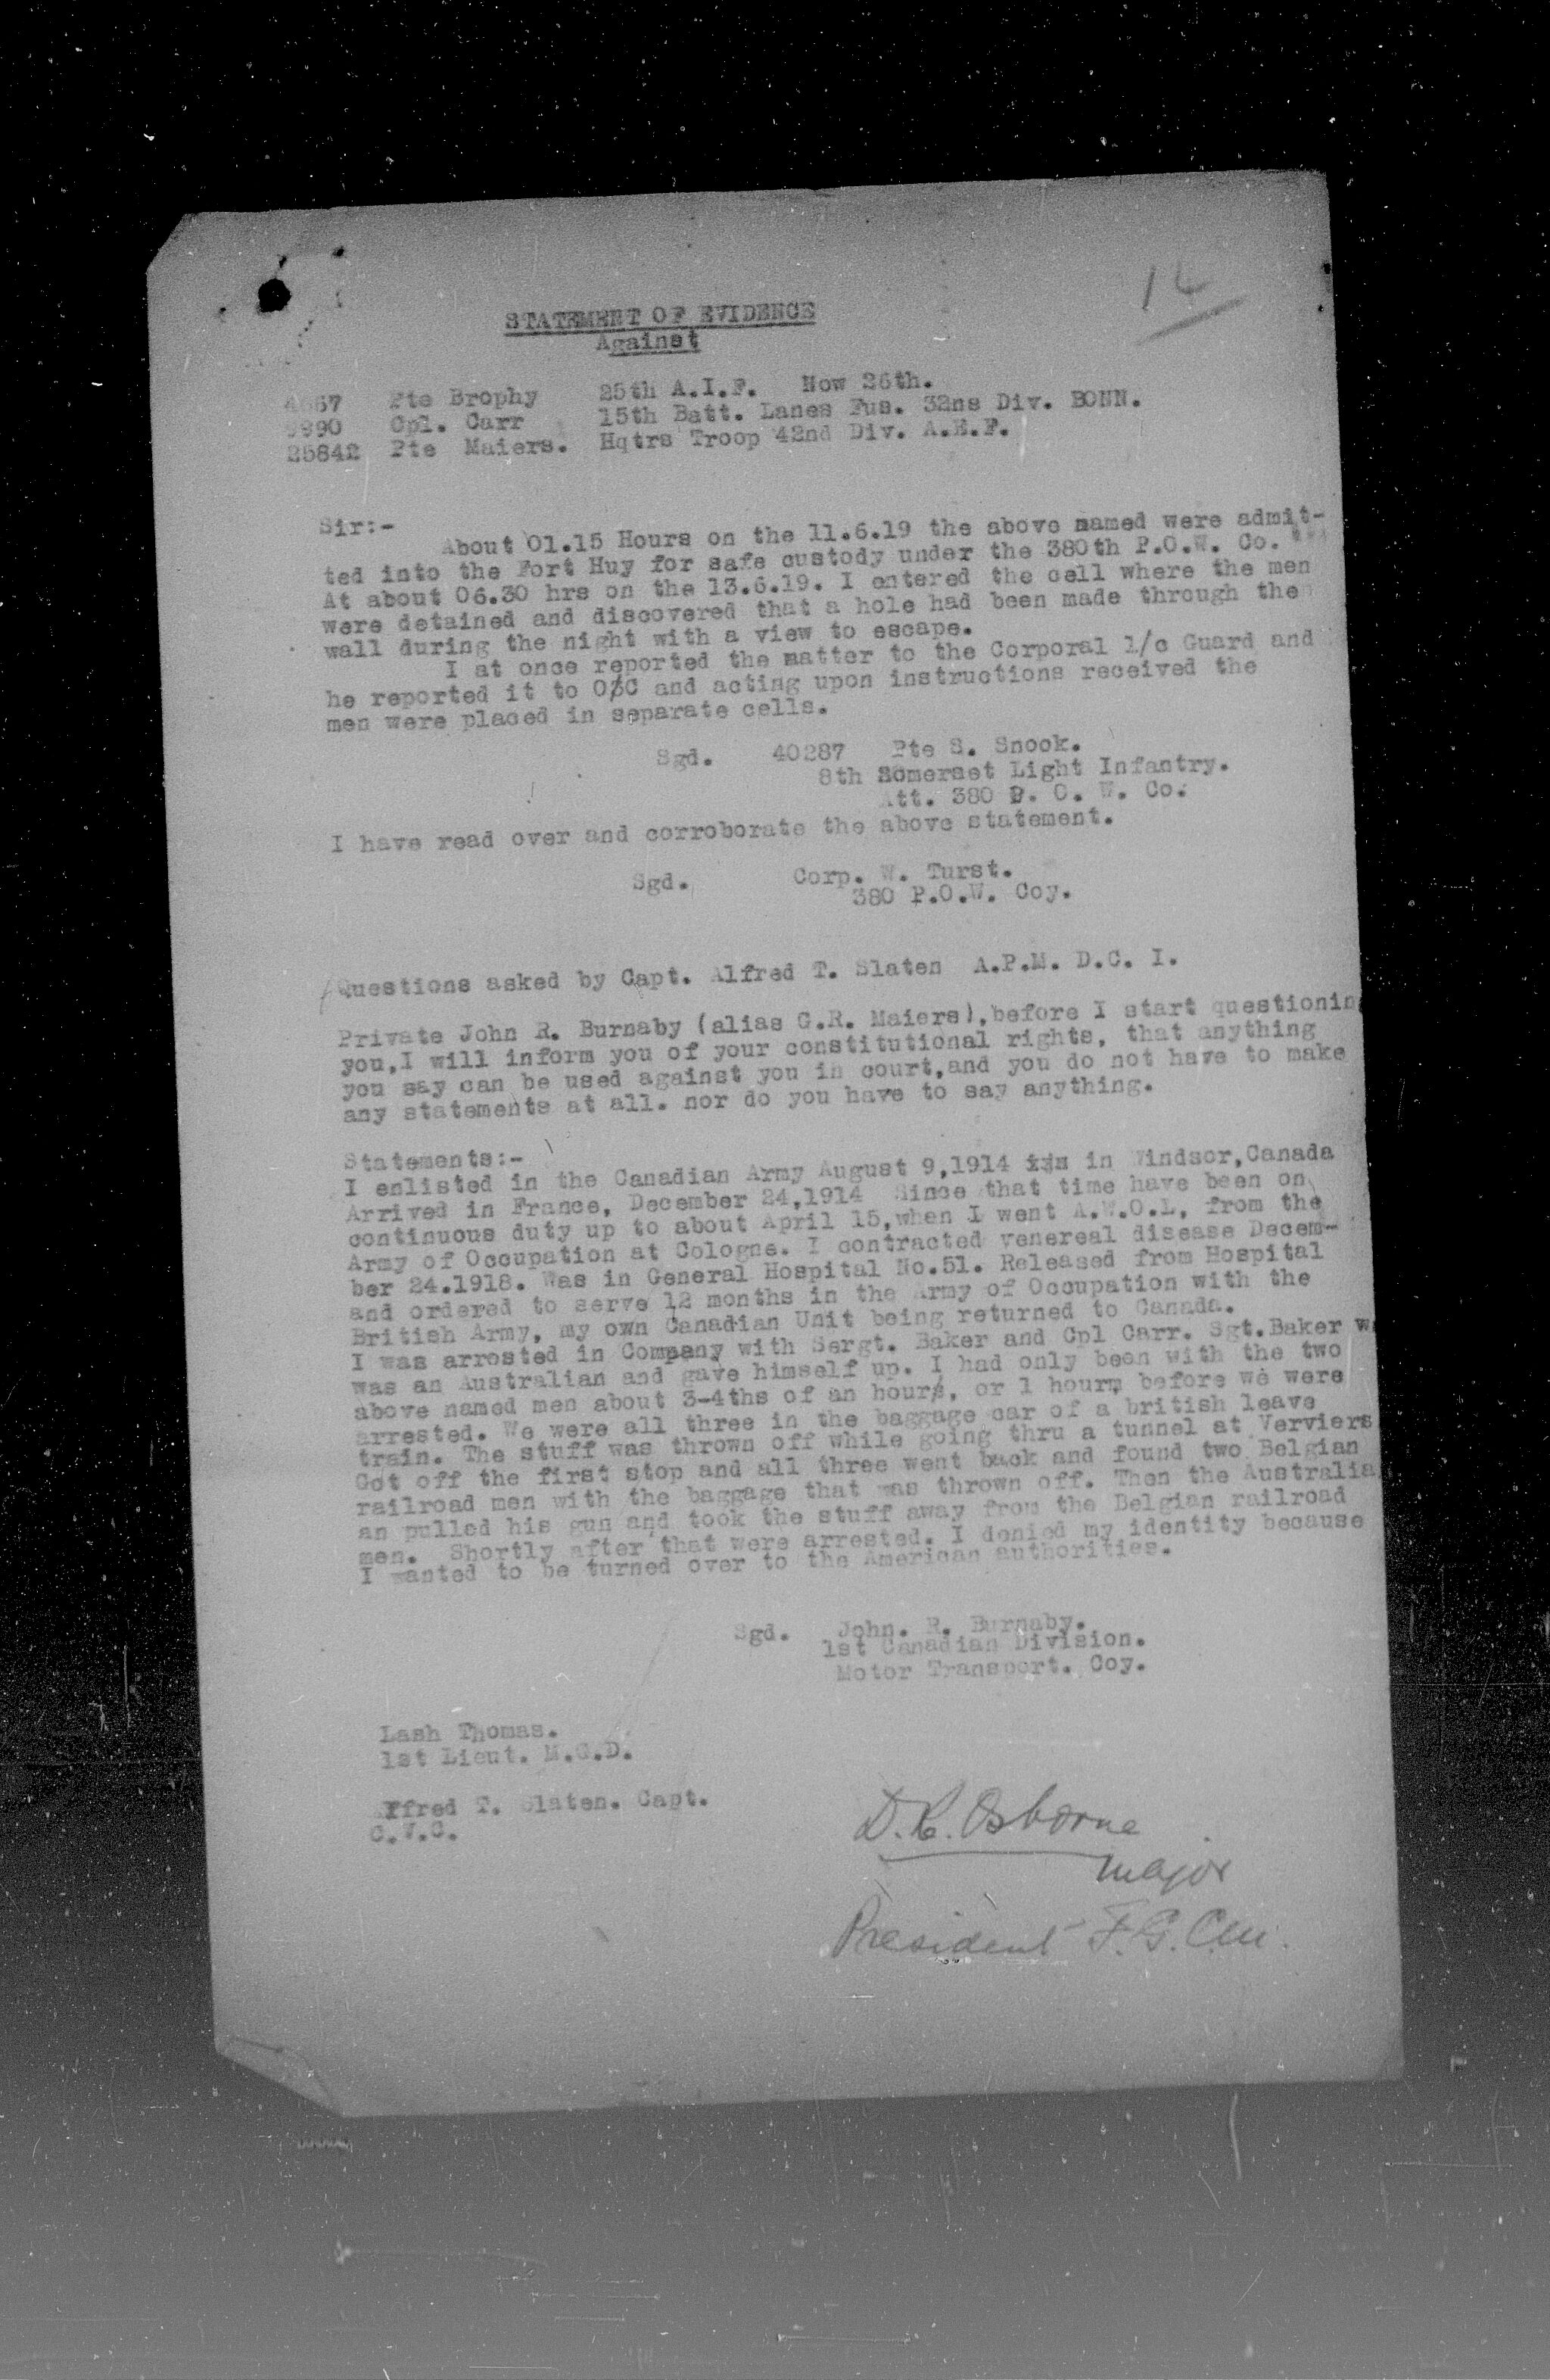 STATEMENT OF EVIDENCE
Against
4667 Pte Brophy 25th A.I.F. Now 26th.
9890 Cpl. Carr 15th Batt. Lanes Fus. 32ns Div. BONN.
25842 Pte Maiers. Hqtrs Troop 42nd Div. A.E.F.
Sir:-
About 01.15 Hours on the 11.6.19 the above named were admit-
ted into the Fort Huy for safe custody under the 380th P.O.W. Co.
At about 06.30 hrs on the 13.6.19. I entered the cell where the men
were detained and discovered that a hole had been made through the
wall during the night with a view to escape.
I at once reported the matter to the Corporal 1/c Guard and
he reported it to O/C and acting upon instructions received the
men were placed in separate cells.
Sgd. 40287 Pte S. Snook.
8th Somerset Light Infantry.
Att. 380 P. O. W. Co.
I have read over and corroborate the above statement.
Sgd. Corp. W. Turst.
380 P.O.W. Coy.
Questions asked by Capt. Alfred T. Slaten A.P.M. D.C. I.
Private John R. Burnaby (alias G.R. Maiers),before I start questioning
you,I will inform you of your constitutional rights, that anything
you say can be used against you in court,and you do not have to make
any statements at all. nor do you have to say anything.
Statements:-
I enlisted in the Canadian Army August 9,1914 in Windsor,Canada
Arrived in France, December 24,1914 Since that time have been on
continuous duty up to about April 15,when I went A.W.O.L, from the
Army of Occupation at Cologne. I contracted venereal disease Decem-
ber 24.1918. Was in General Hospital No.51. Released from Hospital
and ordered to serve 12 months in the Army of Occupation with the
British Army, my own Canadian Unit being returned to Canada.
I was arrested in Company with Sergt. Baker and Cpl Carr. Sgt.Baker w
was an Australian and gave himself up. I had only been with the two
above named men about 3-4ths of an hour, or 1 hour, before we were
arrested. We were all three in the baggage car of a british leave
train. The stuff was thrown off while going thru a tunnel at Verviers
Got off the first stop and all three went back and found two Belgian
railroad men with the baggage that was thrown off. Then the Australia
an pulled his gun and took the stuff away from the Belgian railroad
men. Shortly after that were arrested. I denied my identity because
I wanted to be turned over to the American authorities.
Sgd. John. R. Burnaby.
1st Canadian Division.
Motor Transport. Coy.
Lash Thomas.
1st Lieut. M.G.D.
Alfred T. Slaten. Capt.
C.V.C.
D.C. Osborne
Major
President F.G.C.M.